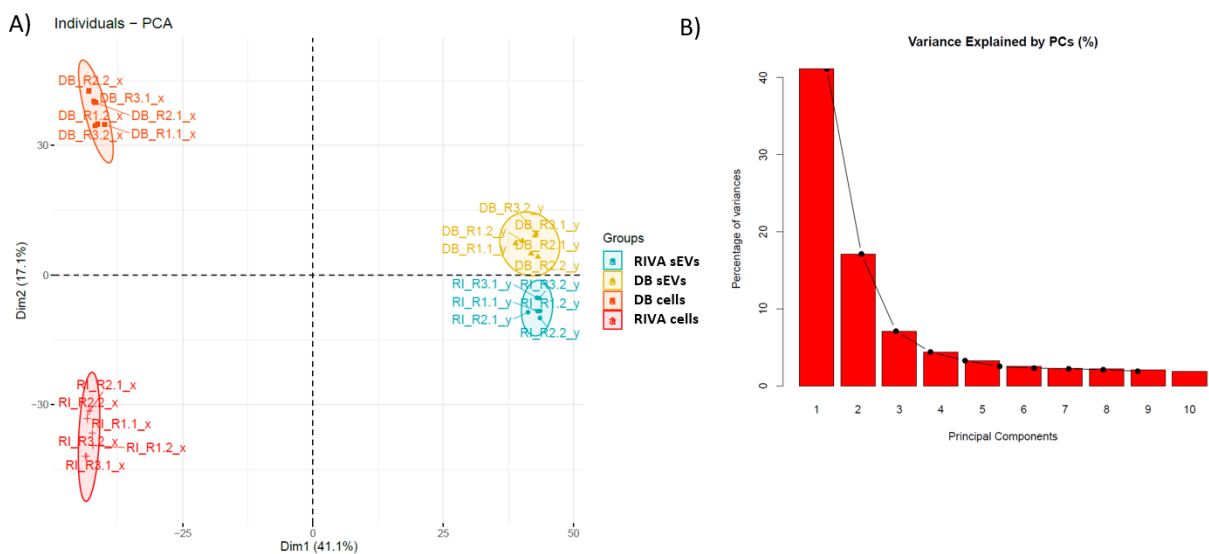 A)
Individuals − PCA
DB_R2.2_x
DB_R3.1_x
DB_R1.2_x
DB_R2.1_x
DB_R3.2_x
DB_R1.1_x
DB_R3.2_y
DB_R3.1_y
DB_R1.2_y
DB_R2.1_y
DB_R1.1_y
DB_R2.2_y
RI_R3.1_y
RI_R3.2_y
RI_R1.1_y
RI_R1.2_y
RI_R2.1_y
RI_R2.2_y
RI_R2.1_x
RI_R2.2_x
RI_R1.1_x
RI_R3.2_x
RI_R1.2_x
RI_R3.1_x
30
0
−30
Dim2 (17.1%)
−25
0
25
50
Dim1 (41.1%)
Groups
RIVA sEVs
DB sEVs
DB cells
RIVA cells
B)
Variance Explained by PCs (%)
40
30
20
10
0
Percentage of variances
1 2 3 4 5 6 7 8 9 10
Principal Components